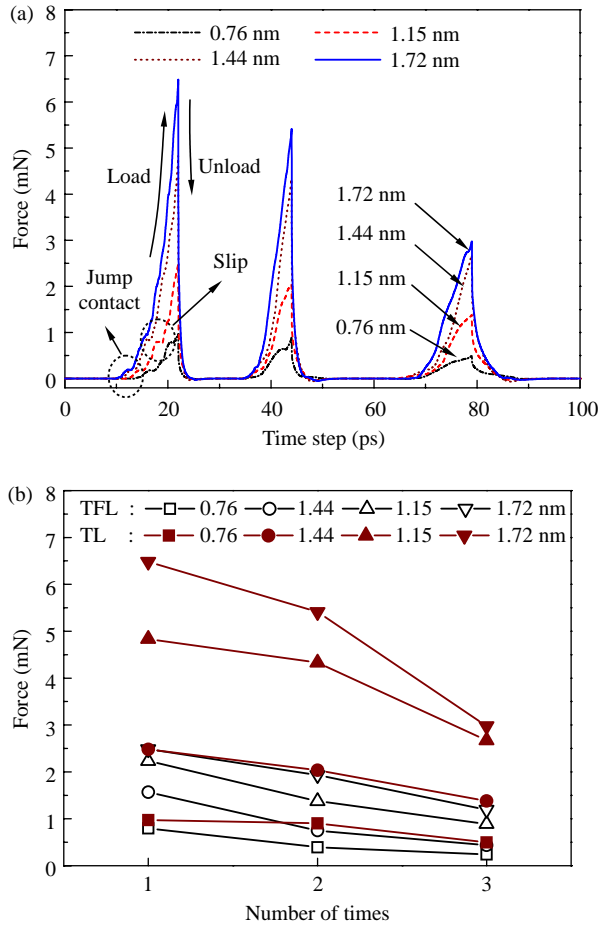 (a)
8
7
6
5
4
3
2
1
0
Force (mN)
0.76 nm
1.15 nm
1.44 nm
1.72 nm
Load
Unload
Jump
contact
Slip
1.72 nm
1.44 nm
1.15 nm
0.76 nm
0 20 40 60 80 100
Time step (ps)
(b)
8
7
6
5
4
3
2
1
0
Force (mN)
TFL : 0.76 1.44 1.15 1.72 nm
TL : 0.76 1.44 1.15 1.72 nm
1 2 3
Number of times